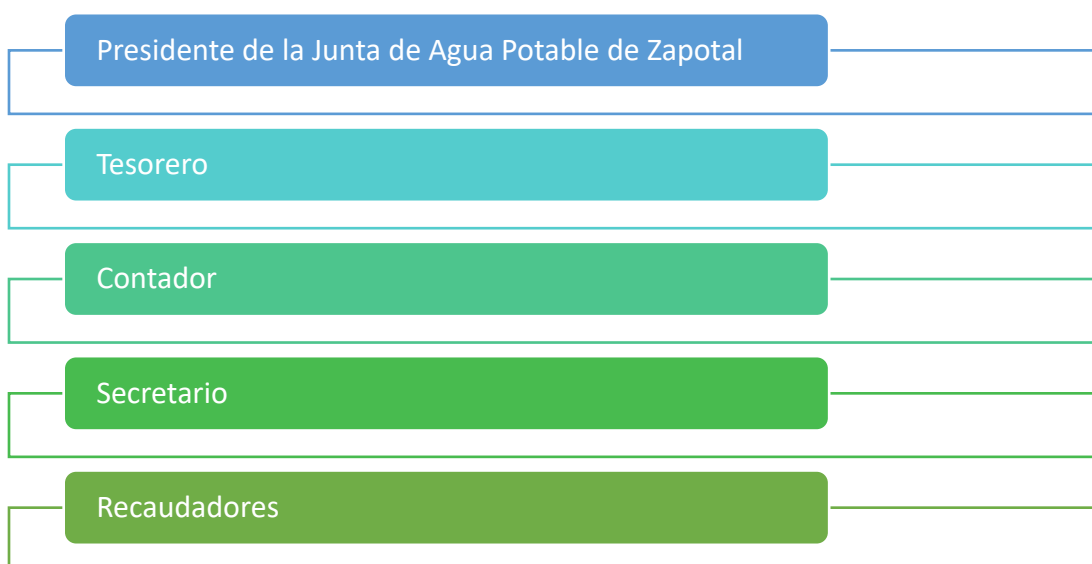 Presidente de la Junta de Agua Potable de Zapotal
Tesorero
Contador
Secretario
Recaudadores